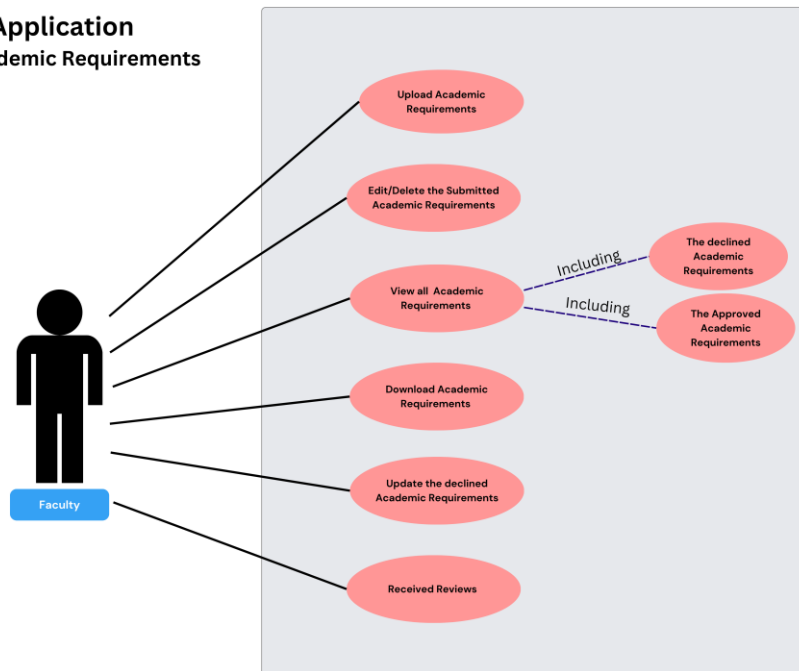 Application
demic Requirements
Upload Academic
Requirements
Edit/Delete the Submitted
Academic Requirements
View all Academic
Requirements
Including
Including
The declined
Academic
Requirements
The Approved
Academic
Requirements
Download Academic
Requirements
Update the declined
Academic Requirements
Faculty
Received Reviews